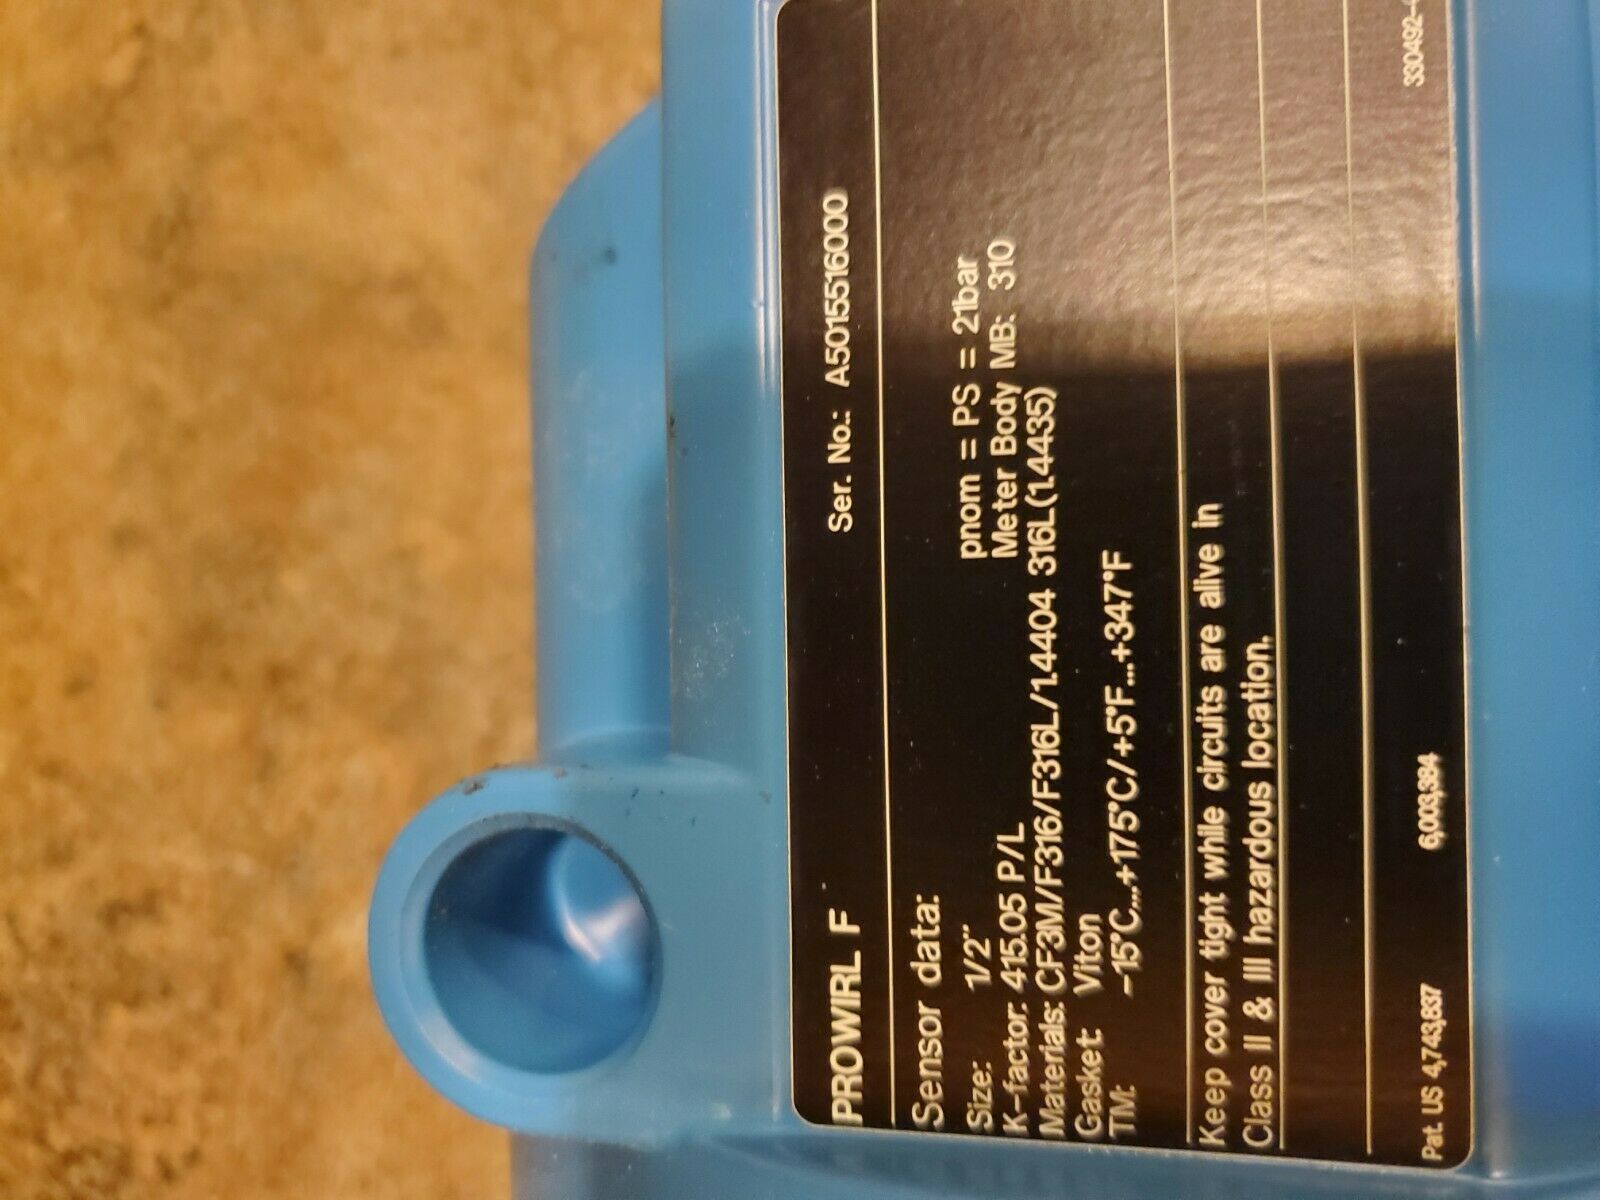 PROWIRL F Ser. No.: A5015516000
Sensor data:
Size: 1/2" pnom = PS = 21bar
K-factor: 415.05 P/L Meter Body MB: 310
Materials: CF3M/F316/F316L/1.4404 316L(1.4435)
Gasket: Viton
TM: -15°C....+175°C/+5°F....+347°F
Keep cover tight while circuits are alive in
Class II & III hazardous location.
Pat. US 4,743,837 6,003,384 330492-